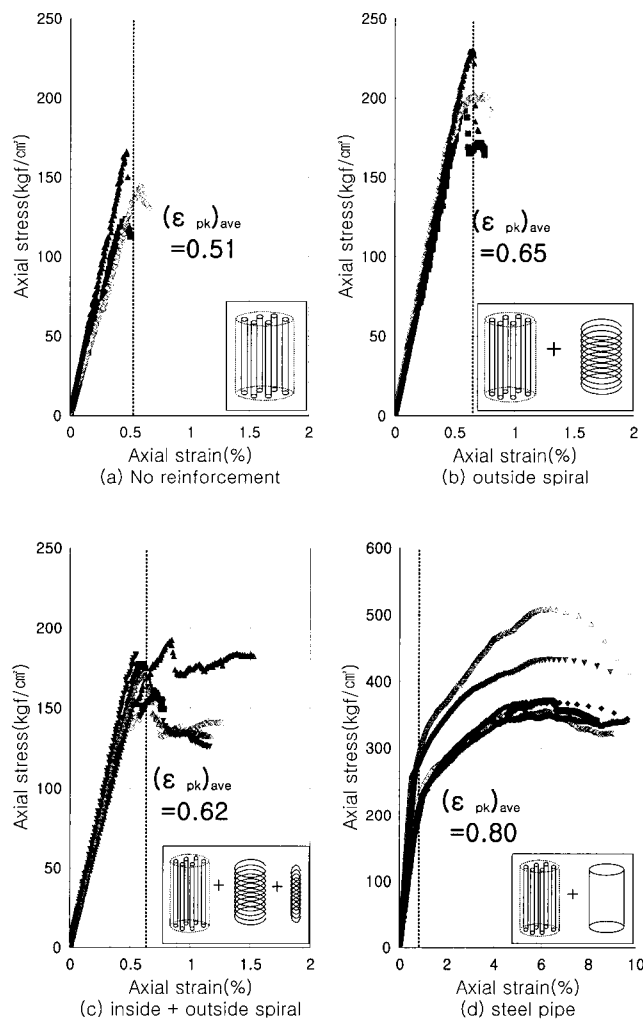 250
200
150
100
50
0
Axial stress(kgf/㎠)
(ε pk)ave
=0.51
0 0.5 1 1.5 2
Axial strain(%)
(a) No reinforcement
250
200
150
100
50
0
Axial stress(kgf/㎠)
(ε pk)ave
=0.65
+
0 0.5 1 1.5 2
Axial strain(%)
(b) outside spiral
250
200
150
100
50
0
Axial stress(kgf/㎠)
(ε pk)ave
=0.62
+ +
0 0.5 1 1.5 2
Axial strain(%)
(c) inside + outside spiral
600
500
400
300
200
100
0
Axial stress(kgf/㎠)
(ε pk)ave
=0.80
+
0 2 4 6 8 10
Axial strain(%)
(d) steel pipe